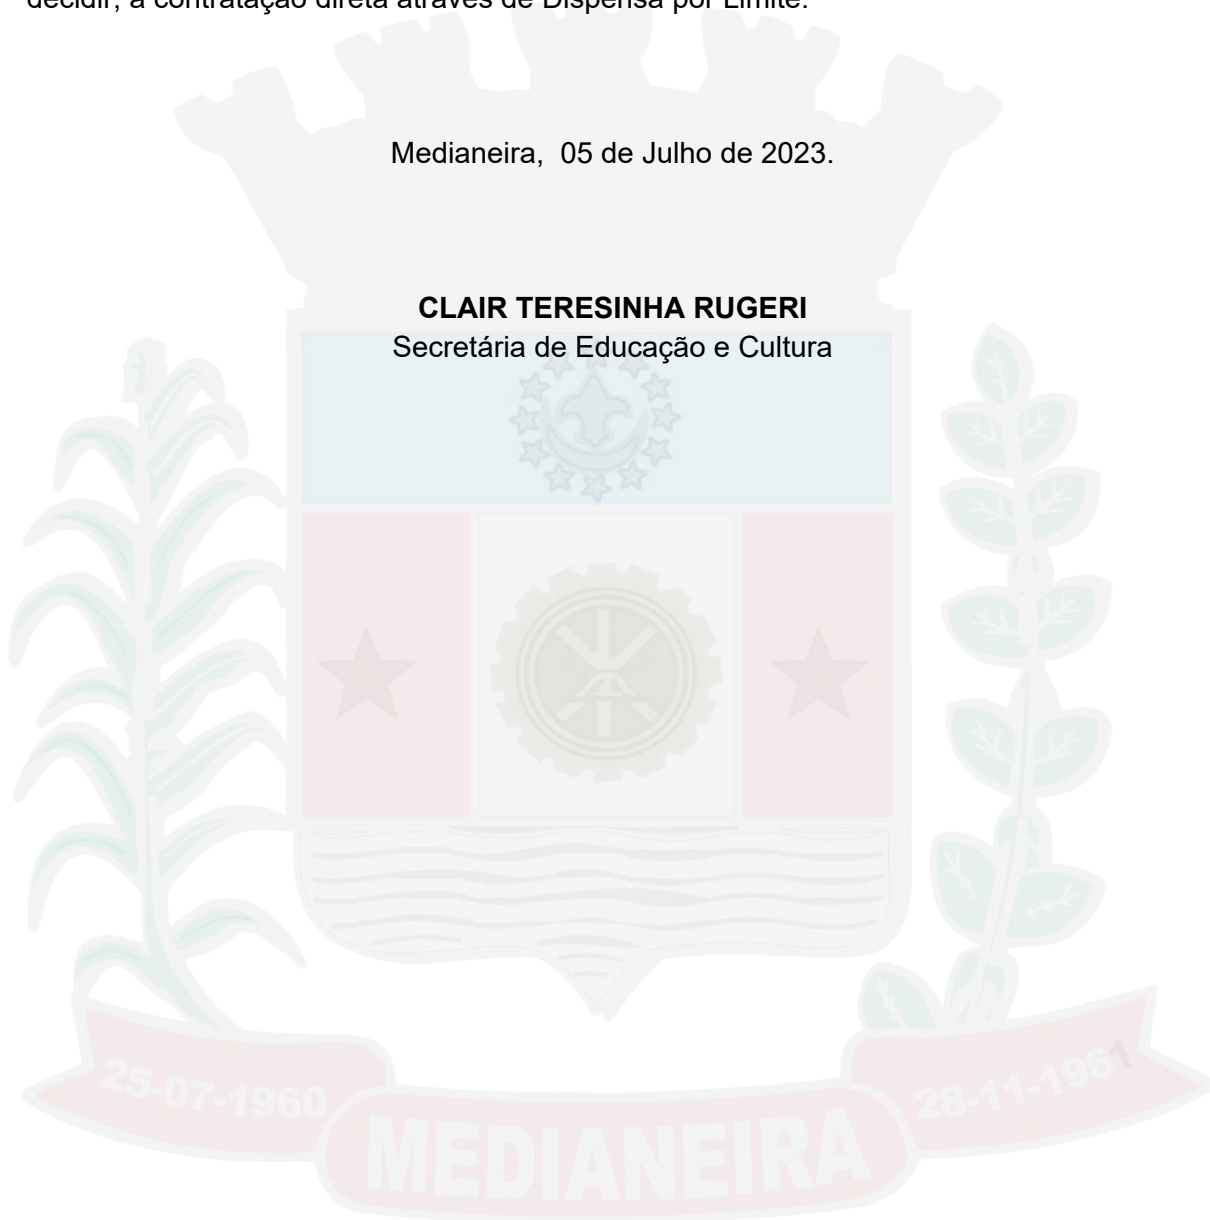 decidir, a contratação direta através de Dispensa por Limite.
Medianeira, 05 de Julho de 2023.
CLAIR TERESINHA RUGERI
Secretária de Educação e Cultura
25-07-1960
28-11-1961
MEDIANEIRA